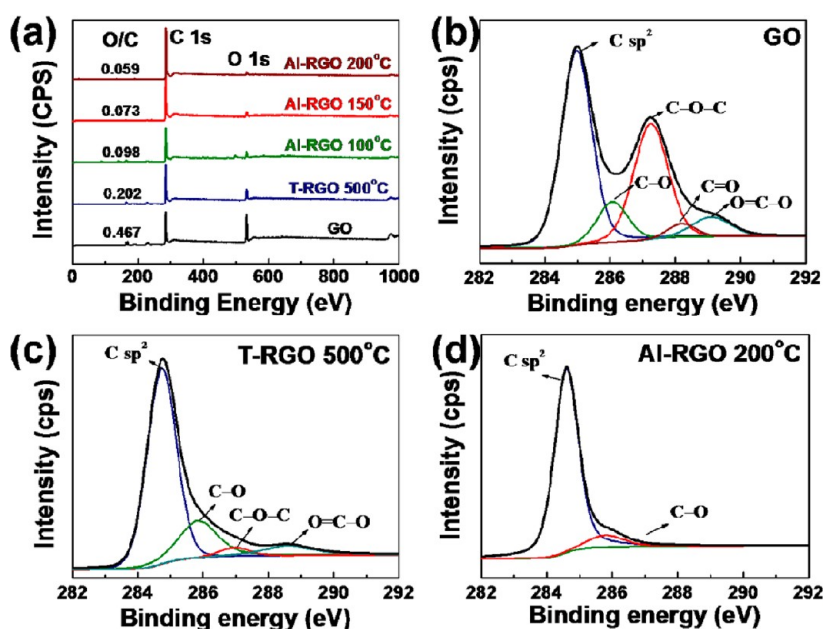 (a)
O/C
C 1s
O 1s
0.059
Al-RGO 200°C
0.073
Al-RGO 150°C
0.098
Al-RGO 100°C
0.202
T-RGO 500°C
0.467
GO
Intensity (CPS)
0 200 400 600 800 1000
Binding Energy (eV)
(b)
GO
C sp²
C–O–C
C–O
C=O
O=C–O
Intensity (cps)
282 284 286 288 290 292
Binding energy (eV)
(c)
T-RGO 500°C
C sp²
C–O
C–O–C
O=C–O
Intensity (cps)
282 284 286 288 290 292
Binding energy (eV)
(d)
Al-RGO 200°C
C sp²
C–O
Intensity (cps)
282 284 286 288 290 292
Binding energy (eV)